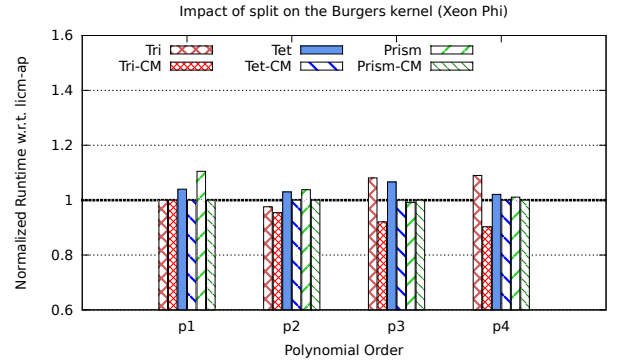 Impact of split on the Burgers kernel (Xeon Phi)
Normalized Runtime w.r.t. licm-ap
1.6
1.4
1.2
1
0.8
0.6
Tri
Tet
Prism
Tri-CM
Tet-CM
Prism-CM
p1
p2
p3
p4
Polynomial Order